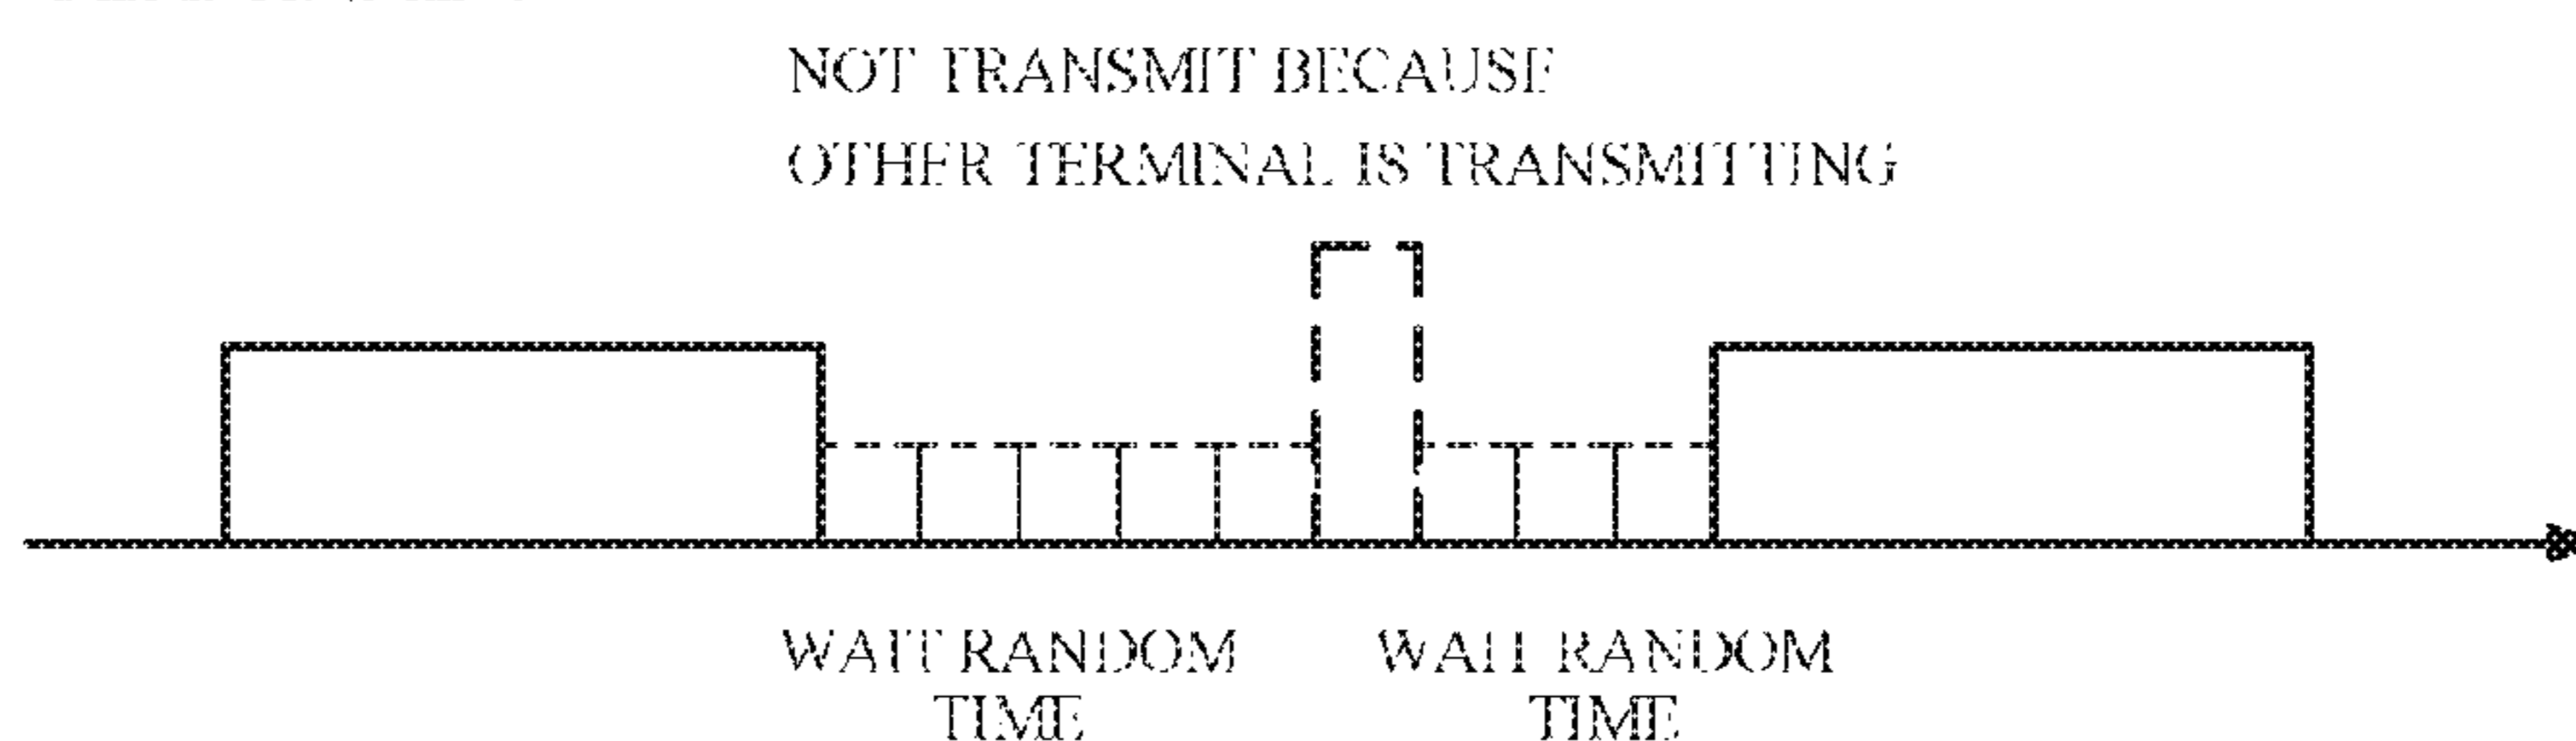 NOT TRANSMIT BECAUSE
OTHER TERMINAL IS TRANSMITTING
WAIT RANDOM
TIME
WAIT RANDOM
TIME